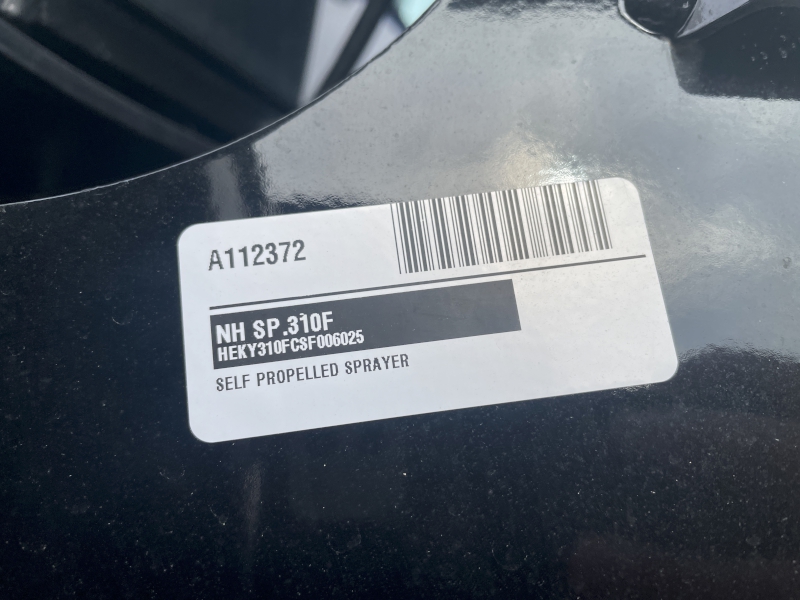 A112372
NH SP.310F
HEKY310FCSF006025
SELF PROPELLED SPRAYER